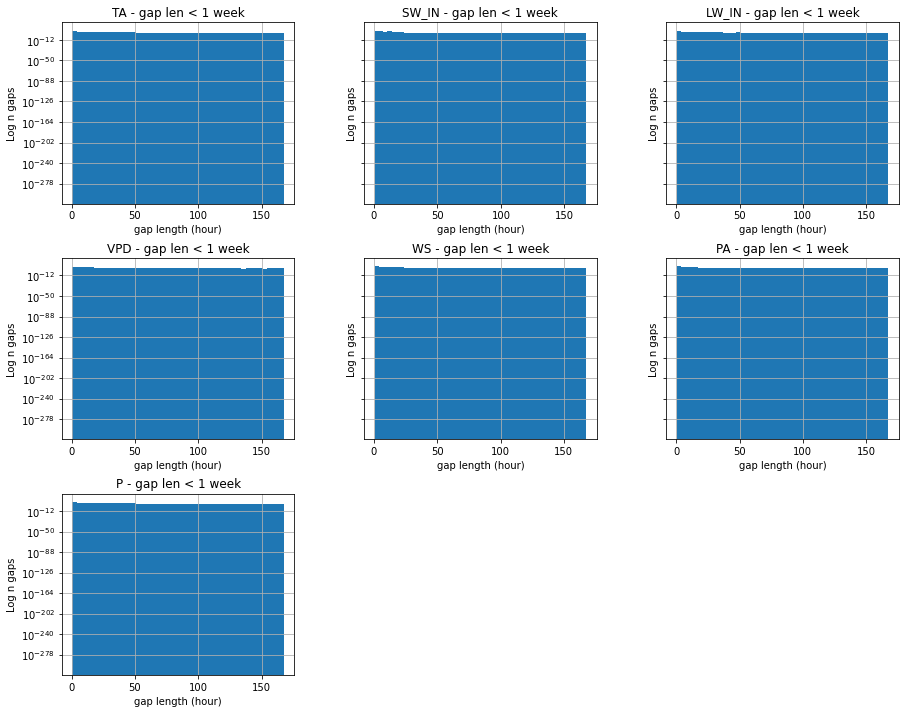 TA - gap len < 1 week
SW_IN - gap len < 1 week
LW_IN - gap len < 1 week
10^-12
10^-50
10^-88
10^-126
10^-164
10^-202
10^-240
10^-278
Log n gaps
Log n gaps
Log n gaps
0 50 100 150
0 50 100 150
0 50 100 150
gap length (hour)
gap length (hour)
gap length (hour)
VPD - gap len < 1 week
WS - gap len < 1 week
PA - gap len < 1 week
10^-12
10^-50
10^-88
10^-126
10^-164
10^-202
10^-240
10^-278
Log n gaps
Log n gaps
Log n gaps
0 50 100 150
0 50 100 150
0 50 100 150
gap length (hour)
gap length (hour)
gap length (hour)
P - gap len < 1 week
10^-12
10^-50
10^-88
10^-126
10^-164
10^-202
10^-240
10^-278
Log n gaps
0 50 100 150
gap length (hour)